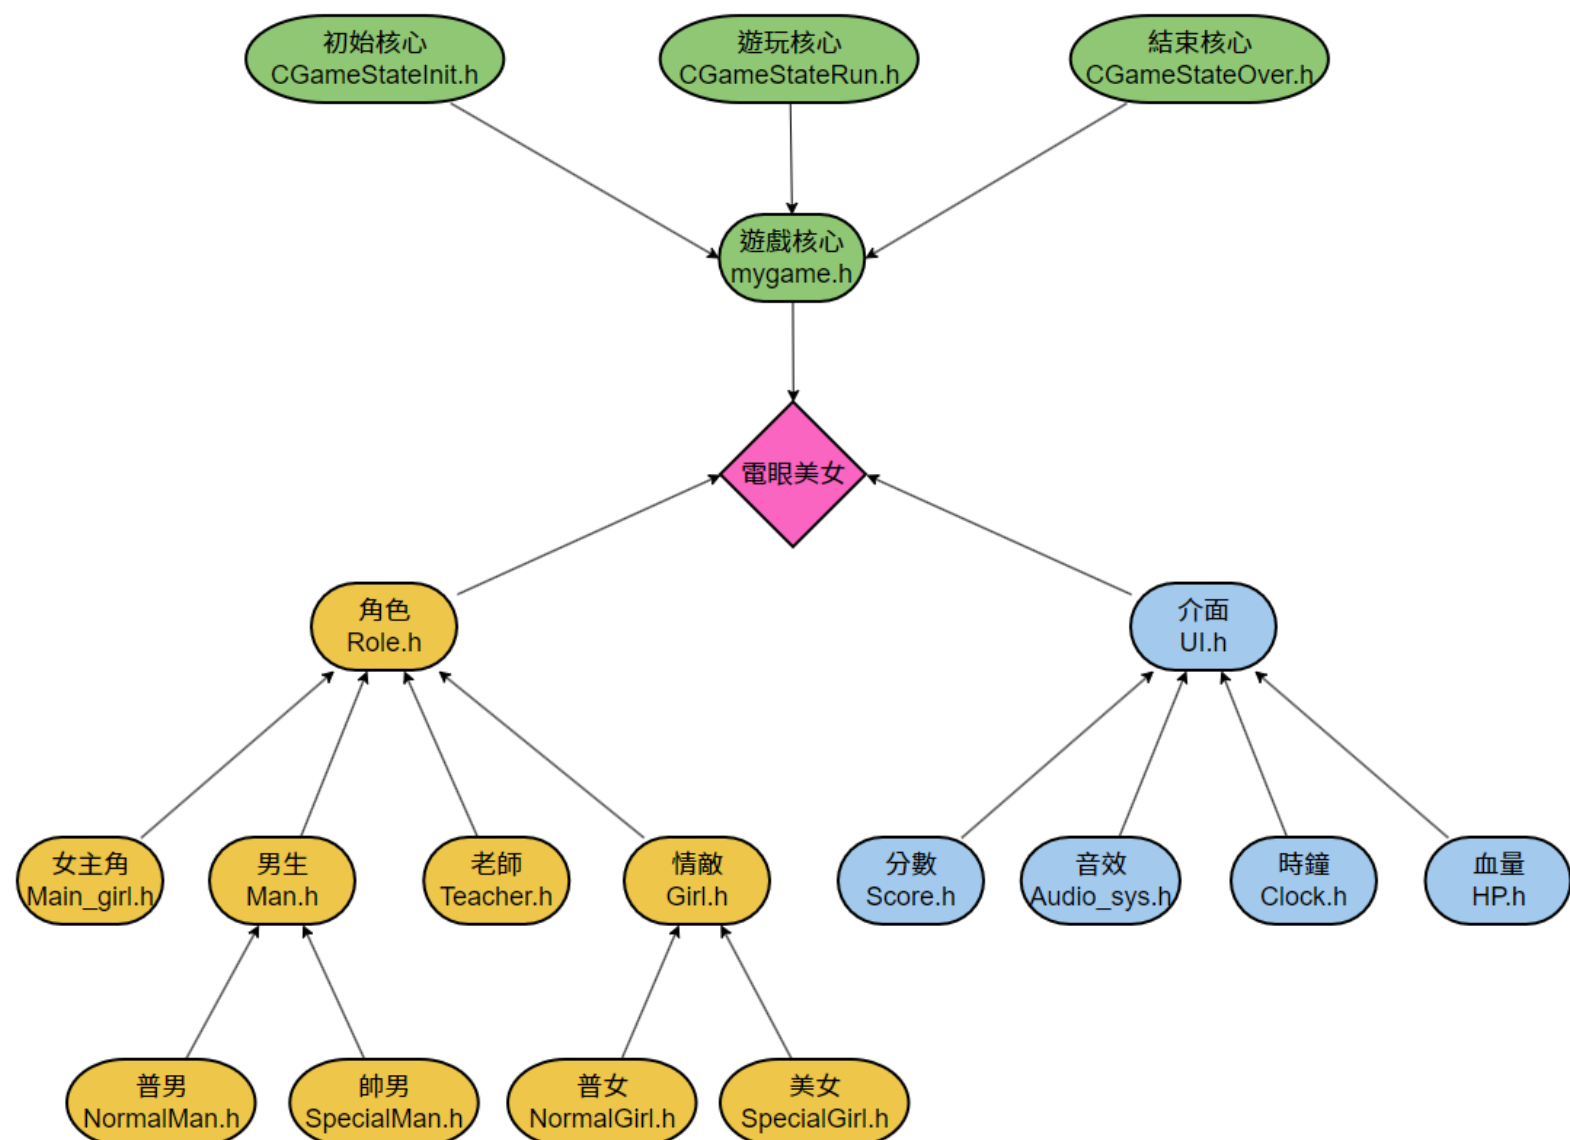 初始核心
CGameStateInit.h
遊玩核心
CGameStateRun.h
結束核心
CGameStateOver.h
遊戲核心
mygame.h
電眼美女
角色
Role.h
介面
UI.h
女主角
Main_girl.h
男生
Man.h
老師
Teacher.h
情敵
Girl.h
分數
Score.h
音效
Audio_sys.h
時鐘
Clock.h
血量
HP.h
普男
NormalMan.h
帥男
SpecialMan.h
普女
NormalGirl.h
美女
SpecialGirl.h